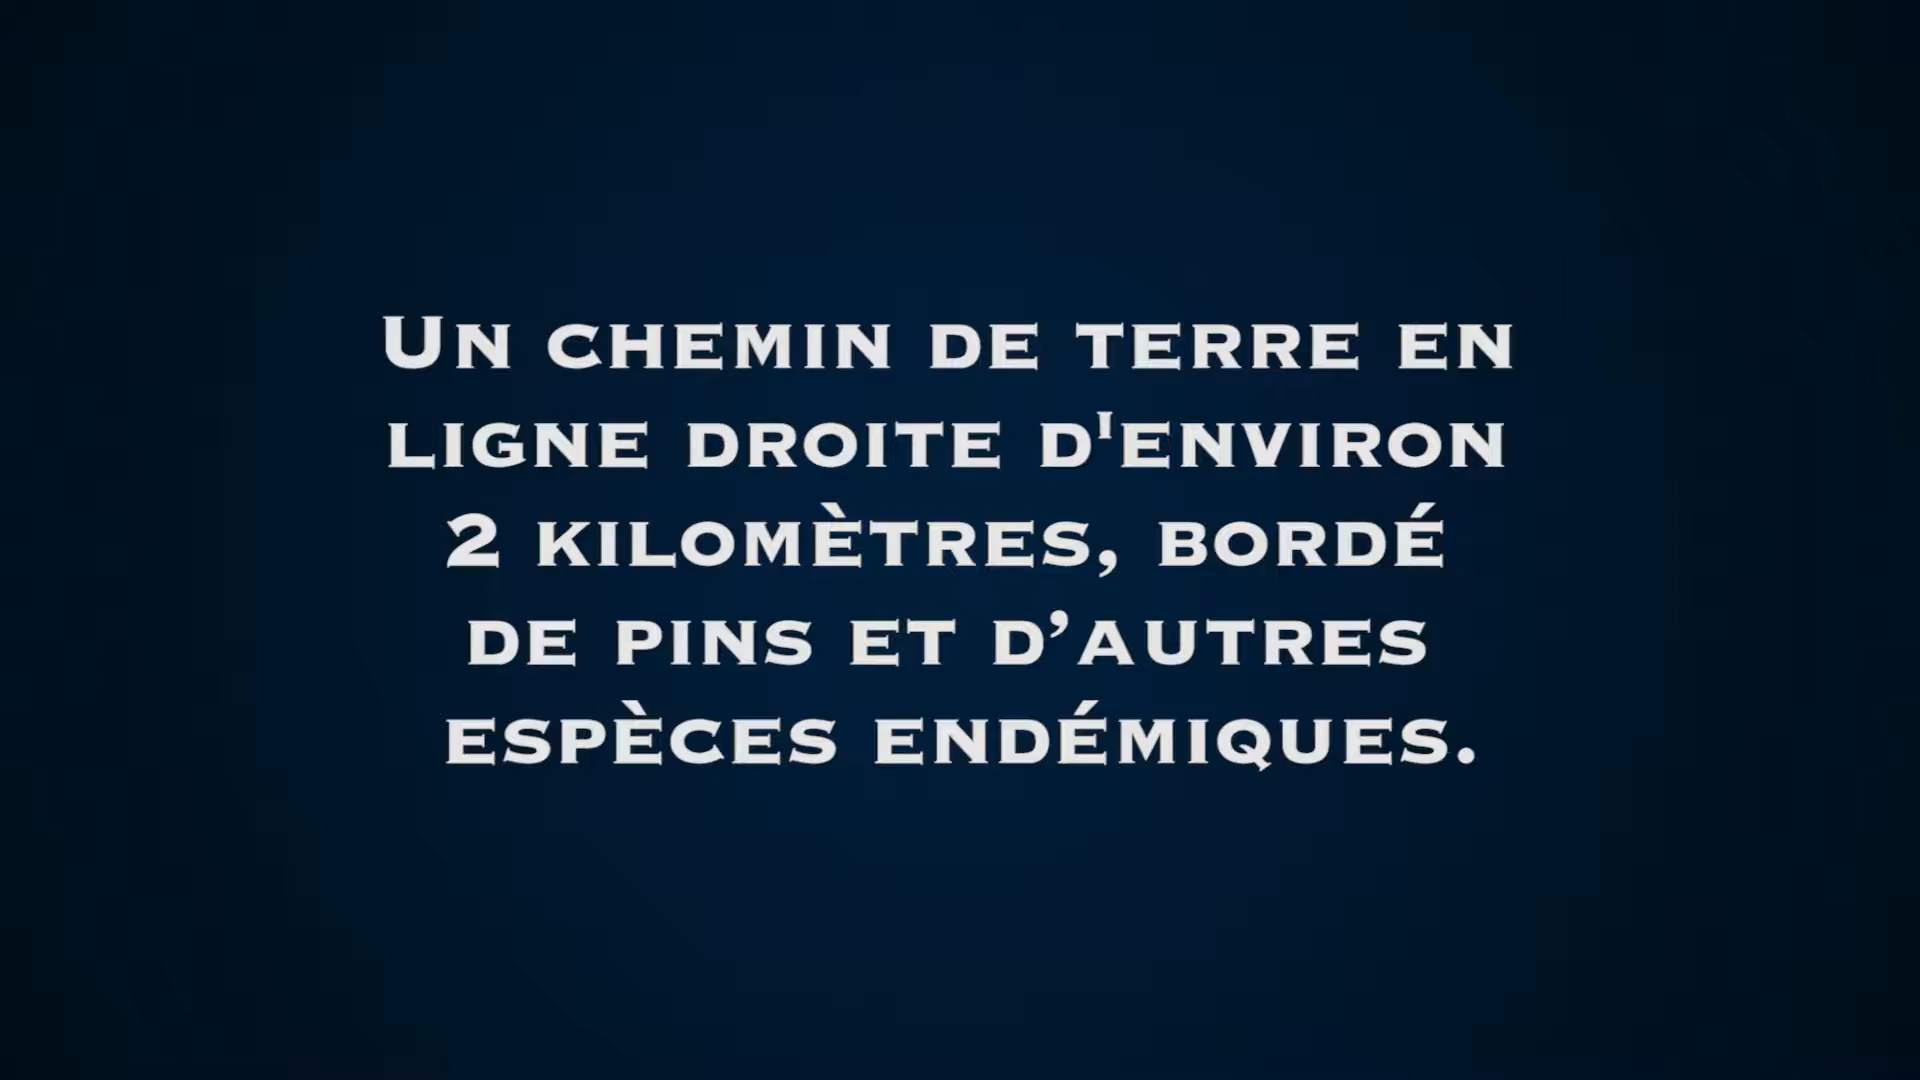 Un chemin de terre en
ligne droite d'environ
2 kilomètres, bordé
de pins et d’autres
espèces endémiques.